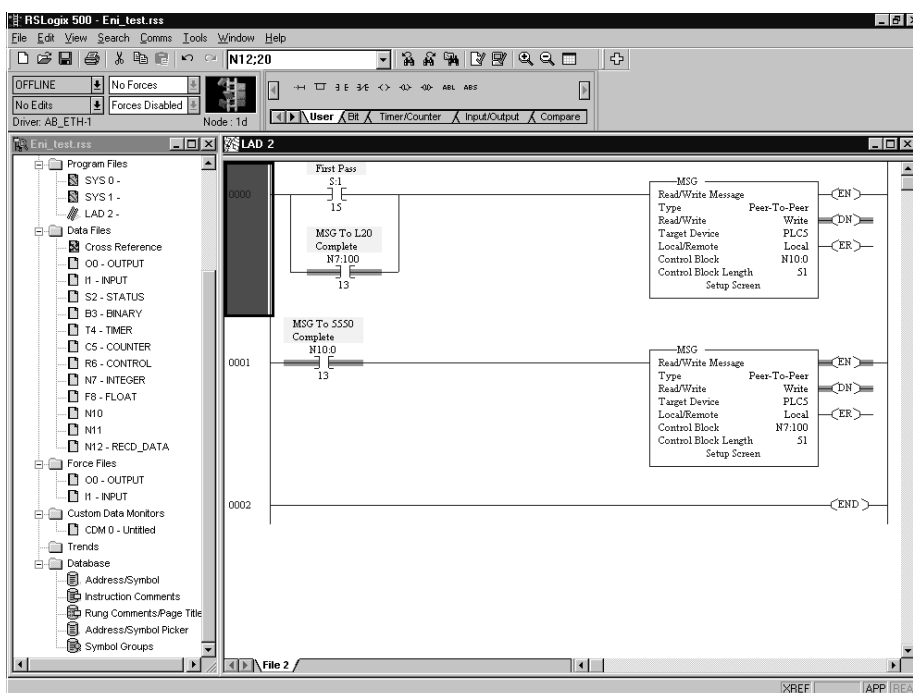 RSLogix 500 - Eni_test.rss
File Edit View Search Comms Tools Window Help
N12;20
OFFLINE No Forces
No Edits Forces Disabled
Driver: AB_ETH-1 Node : 1d
ABL ABS
User Timer/Counter Input/Output Compare
Eni_test.rss
Program Files
SYS 0 -
SYS 1 -
LAD 2 -
Data Files
Cross Reference
O0 - OUTPUT
I1 - INPUT
S2 - STATUS
B3 - BINARY
T4 - TIMER
C5 - COUNTER
R6 - CONTROL
N7 - INTEGER
F8 - FLOAT
N10
N11
N12 - RECD_DATA
Force Files
O0 - OUTPUT
I1 - INPUT
Custom Data Monitors
CDM 0 - Untitled
Trends
Database
Address/Symbol
Instruction Comments
Rung Comments/Page Title
Address/Symbol Picker
Symbol Groups
LAD 2
0000
First Pass
S:1
15
MSG To L20
Complete
N7:100
13
MSG
Read/Write Message
Type Peer-To-Peer
Read/Write Write
Target Device PLC5
Local/Remote Local
Control Block N10:0
Control Block Length 51
Setup Screen
EN
DN
ER
0001
MSG To 5550
Complete
N10:0
13
MSG
Read/Write Message
Type Peer-To-Peer
Read/Write Write
Target Device PLC5
Local/Remote Local
Control Block N7:100
Control Block Length 51
Setup Screen
EN
DN
ER
0002
END
File 2
XREF APP REA